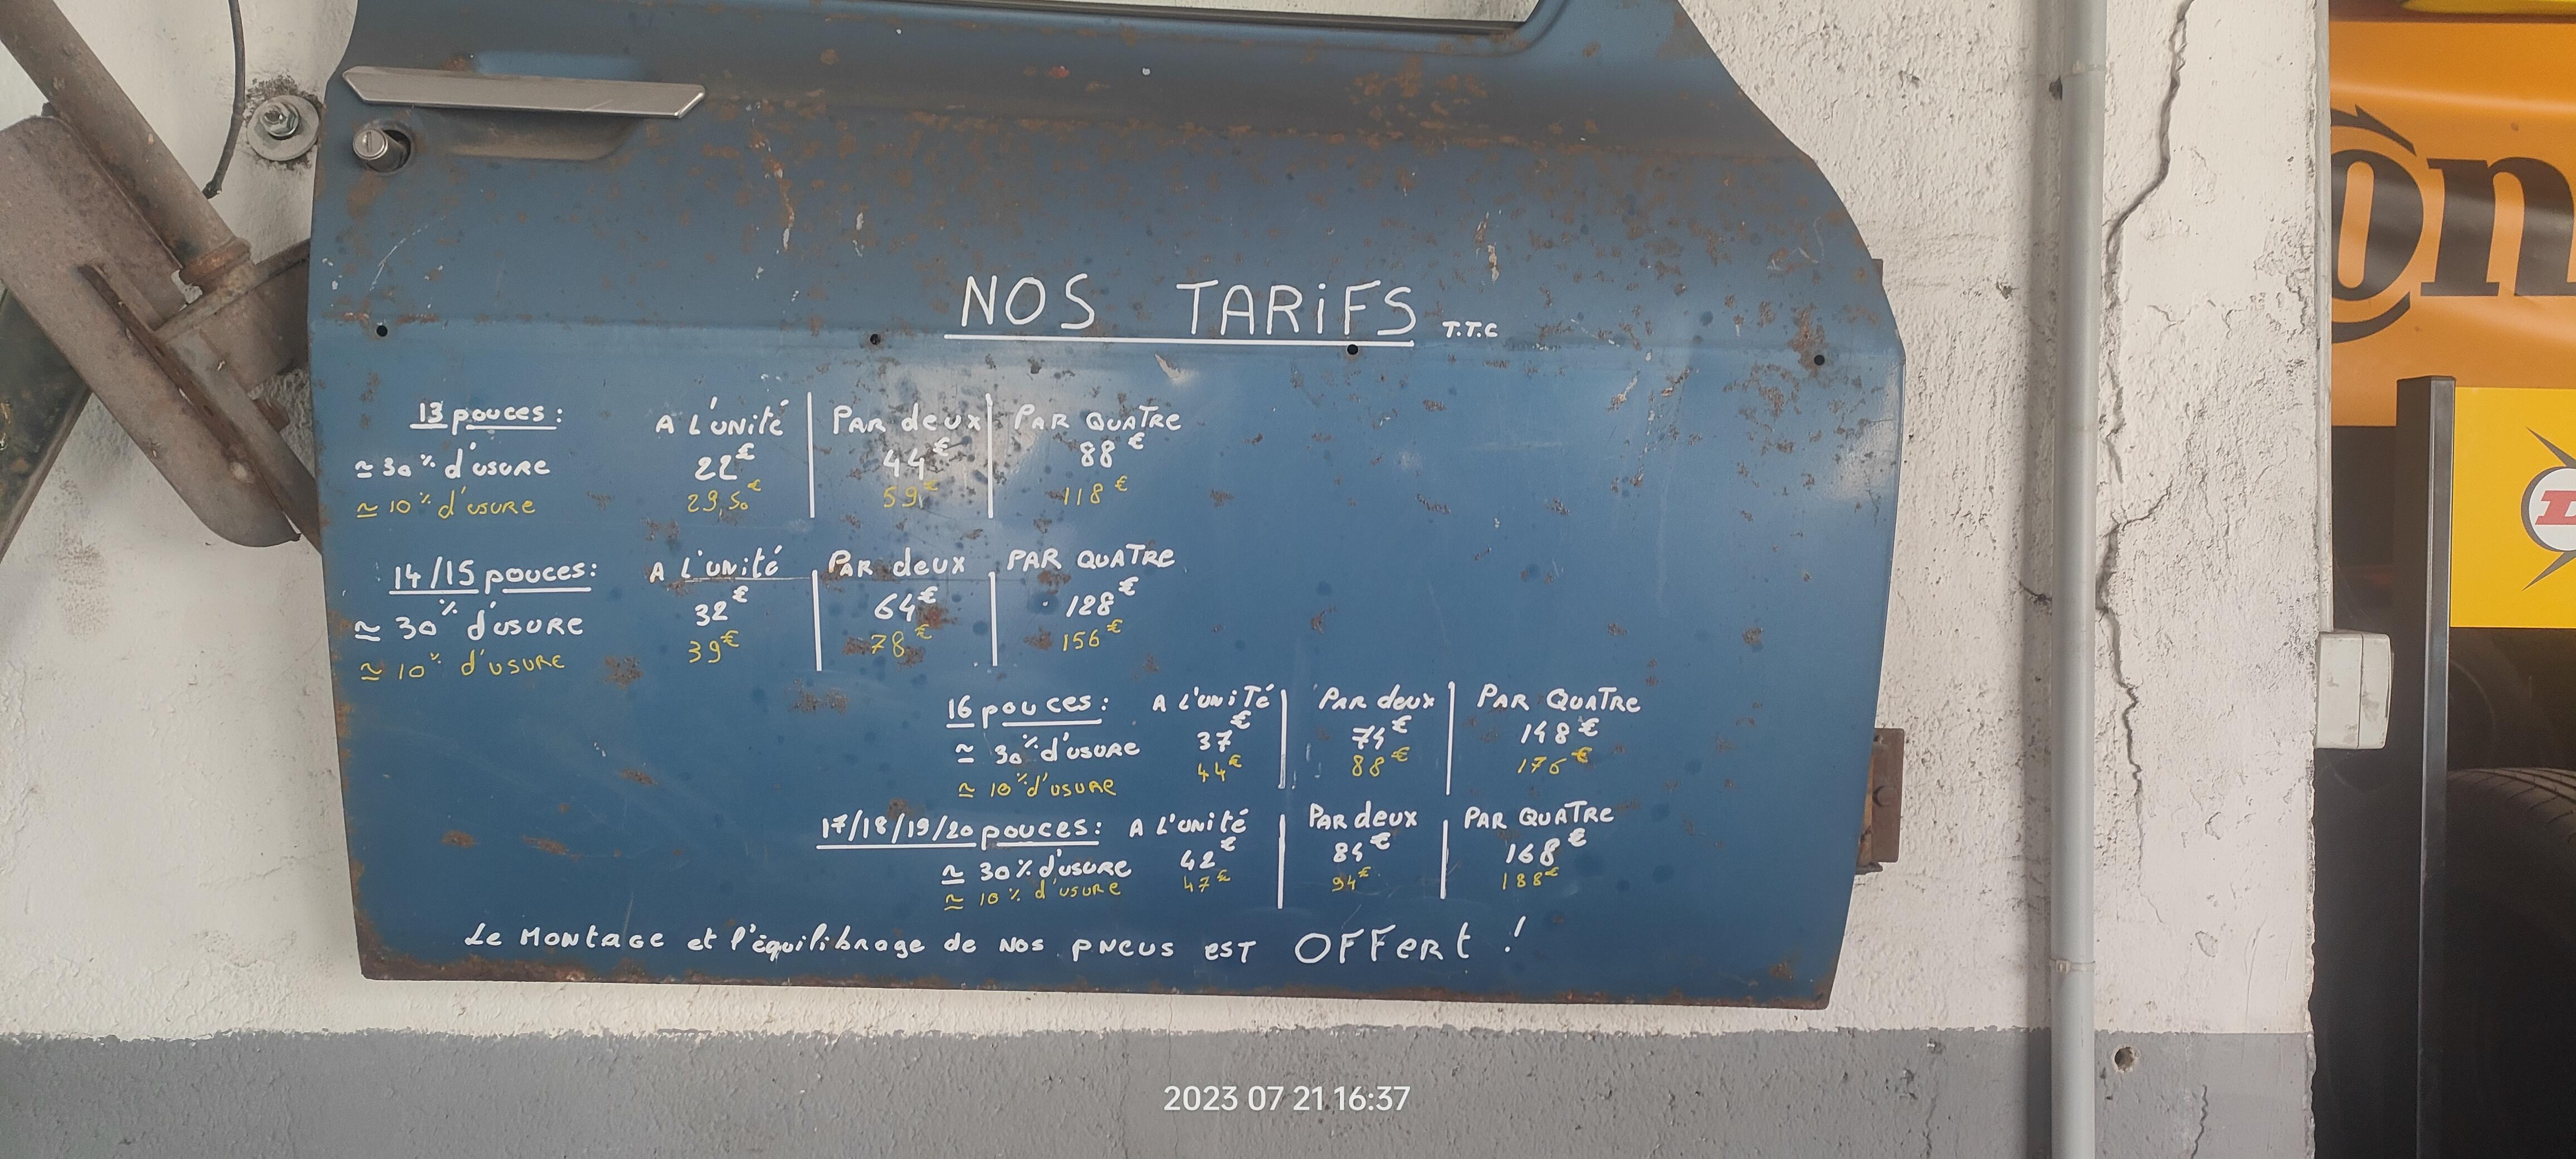 NOS TARiFS T.T.C
13 pouces : A L'Unité PAR deux PAR QUATRE
≃ 30 % d'usure 22€ 44€ 88€
≃ 10 % d'usure 29,50€ 59€ 118€
14/15 pouces : A L'unité PAR deux PAR QUATRE
≃ 30 % d'usure 32€ 64€ 128€
≃ 10 % d'usure 39€ 78€ 156€
16 pouces : A L'uniTé PAR deux PAR QUATRE
≃ 30 % d'usure 37€ 74€ 148€
≃ 10 % d'usure 44€ 88€ 176€
17/18/19/20 pouces : A L'unité PAR deux PAR QUATRE
≃ 30 % d'usure 42€ 84€ 168€
≃ 10 % d'usure 47€ 94€ 188€
Le Montage et l'équilibrage de nos pneus est OFFert !
on
D
2023 07 21 16:37